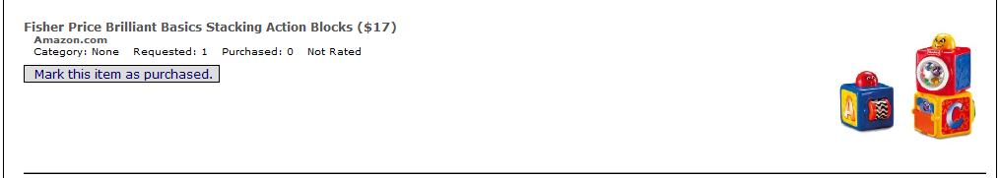 Fisher Price Brilliant Basics Stacking Action Blocks ($17)
Amazon.com
Category: None Requested: 1 Purchased: 0 Not Rated
Mark this item as purchased.
A
C